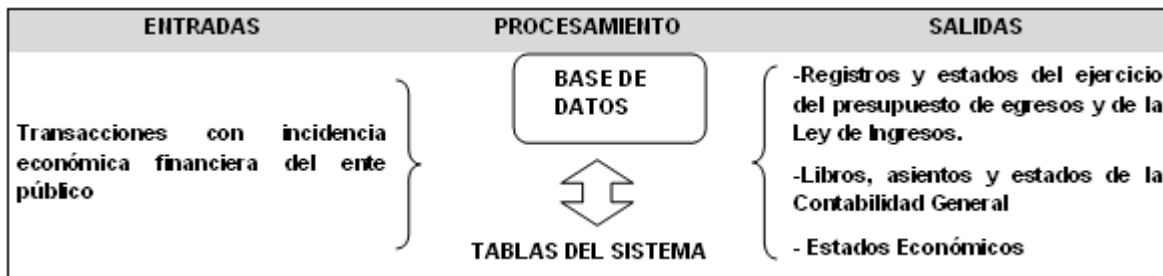 ENTRADAS PROCESAMIENTO SALIDAS
Transacciones con incidencia
económica financiera del ente
público
BASE DE
DATOS
TABLAS DEL SISTEMA
-Registros y estados del ejercicio
del presupuesto de egresos y de la
Ley de Ingresos.
-Libros, asientos y estados de la
Contabilidad General
- Estados Económicos